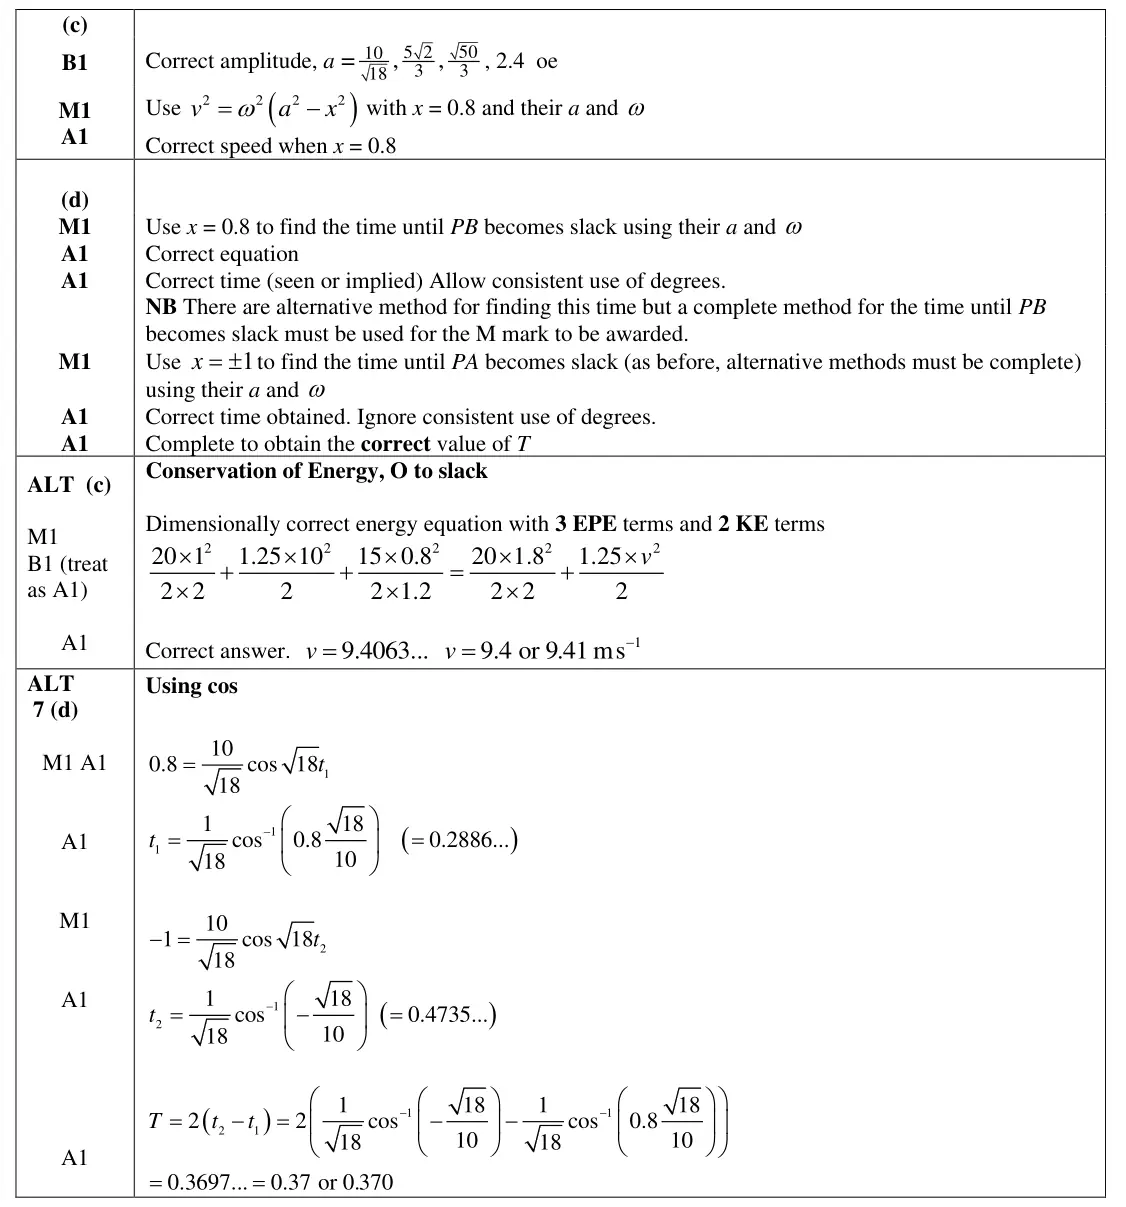 (c)
B1 Correct amplitude, a = 10/√18, 5√2/3, √50/3, 2.4 oe
M1 Use v² = ω²(a² − x²) with x = 0.8 and their a and ω
A1 Correct speed when x = 0.8
(d)
M1 Use x = 0.8 to find the time until PB becomes slack using their a and ω
A1 Correct equation
A1 Correct time (seen or implied) Allow consistent use of degrees.
NB There are alternative method for finding this time but a complete method for the time until PB
becomes slack must be used for the M mark to be awarded.
M1 Use x = ±1 to find the time until PA becomes slack (as before, alternative methods must be complete)
using their a and ω
A1 Correct time obtained. Ignore consistent use of degrees.
A1 Complete to obtain the correct value of T
ALT (c) Conservation of Energy, O to slack
M1 Dimensionally correct energy equation with 3 EPE terms and 2 KE terms
B1 (treat as A1) (20×1²)/(2×2) + (1.25×10²)/2 + (15×0.8²)/(2×1.2) = (20×1.8²)/(2×2) + (1.25×v²)/2
A1 Correct answer. v = 9.4063... v = 9.4 or 9.41 ms⁻¹
ALT 7 (d) Using cos
M1 A1 0.8 = 10/√18 cos √18t₁
A1 t₁ = 1/√18 cos⁻¹(0.8 √18/10) (= 0.2886...)
M1 −1 = 10/√18 cos √18t₂
A1 t₂ = 1/√18 cos⁻¹(− √18/10) (= 0.4735...)
T = 2(t₂ − t₁) = 2(1/√18 cos⁻¹(− √18/10) − 1/√18 cos⁻¹(0.8 √18/10))
A1 = 0.3697... = 0.37 or 0.370